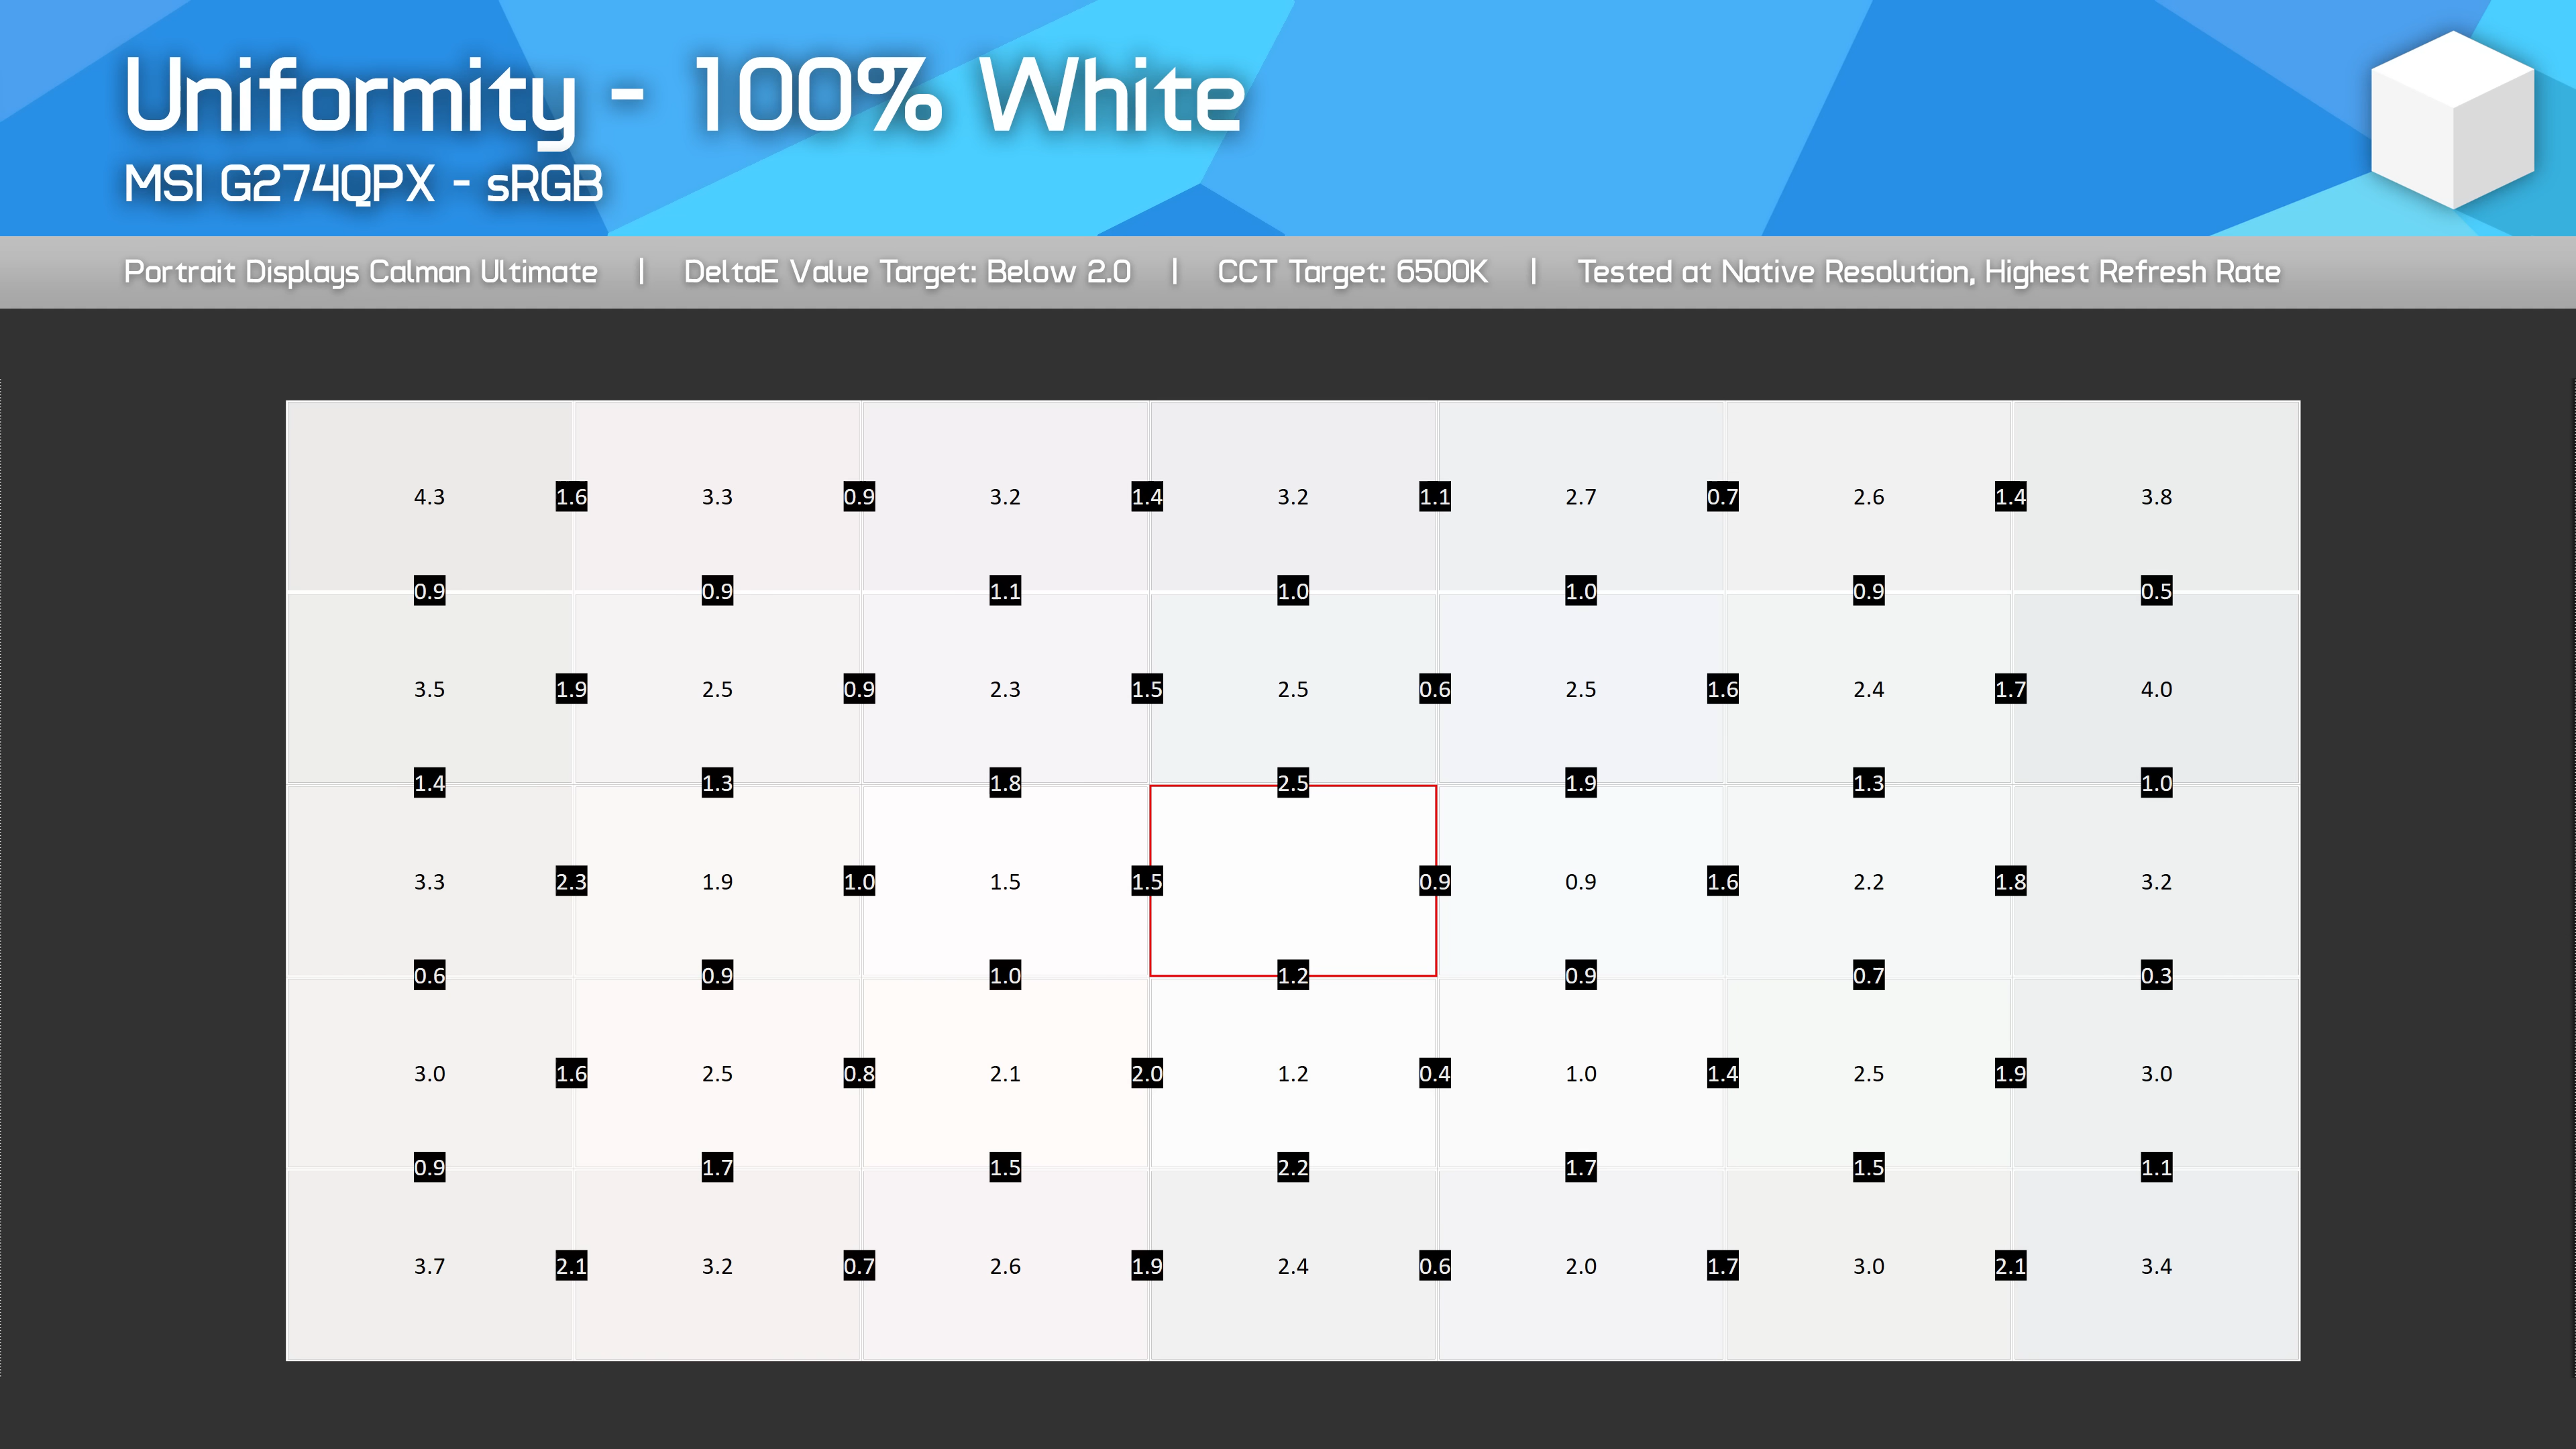 Uniformity - 100% White
MSI G274QPX - sRGB
Portrait Displays Calman Ultimate | DeltaE Value Target: Below 2.0 | CCT Target: 6500K | Tested at Native Resolution, Highest Refresh Rate
4.3 1.6 3.3 0.9 3.2 1.4 3.2 1.1 2.7 0.7 2.6 1.4 3.8
0.9 0.9 1.1 1.0 1.0 0.9 0.5
3.5 1.9 2.5 0.9 2.3 1.5 2.5 0.6 2.5 1.6 2.4 1.7 4.0
1.4 1.3 1.8 2.5 1.9 1.3 1.0
3.3 2.3 1.9 1.0 1.5 1.5 0.9 0.9 1.6 2.2 1.8 3.2
0.6 0.9 1.0 1.2 0.9 0.7 0.3
3.0 1.6 2.5 0.8 2.1 2.0 1.2 0.4 1.0 1.4 2.5 1.9 3.0
0.9 1.7 1.5 2.2 1.7 1.5 1.1
3.7 2.1 3.2 0.7 2.6 1.9 2.4 0.6 2.0 1.7 3.0 2.1 3.4